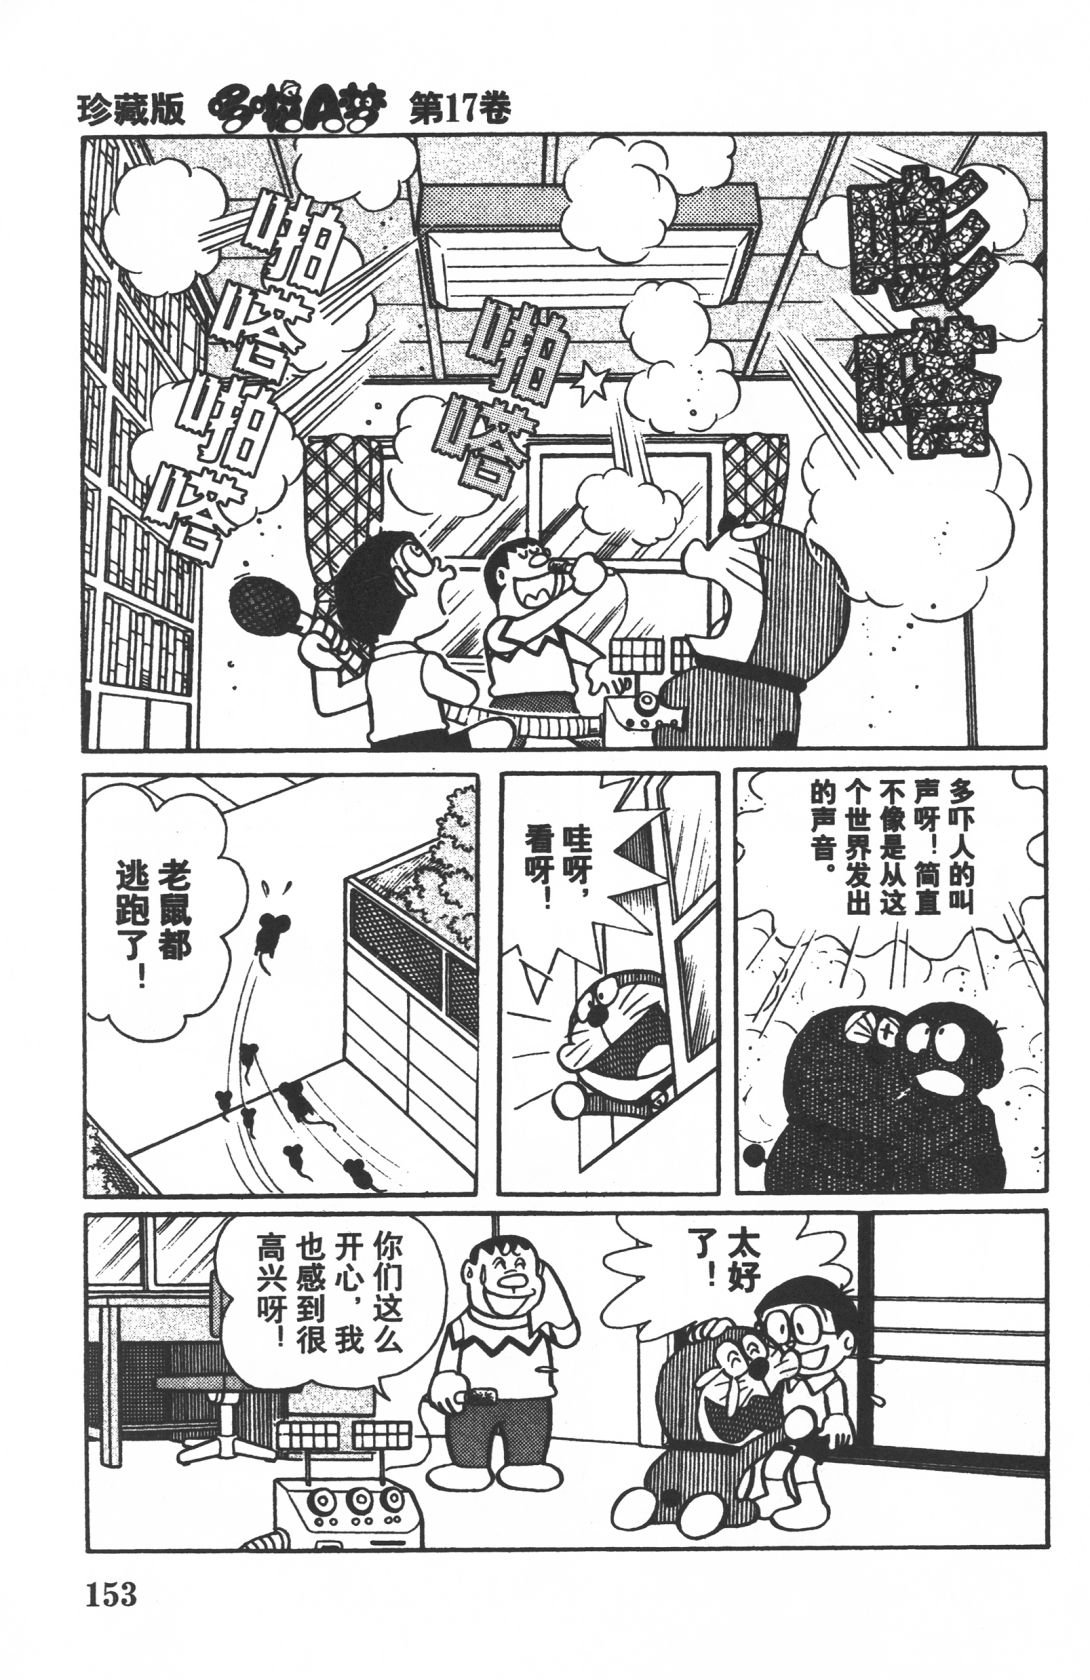 珍藏版 哆啦A梦 第17卷
嘭
嗒
啪
嗒
啪
嗒
啪
嗒
多吓人的叫
声呀！简直
不像是从这
个世界发出
的声音。
哇呀，
看呀！
老鼠都
逃跑了！
太好
了！
你们这么
开心，我
也感到很
高兴呀！
153